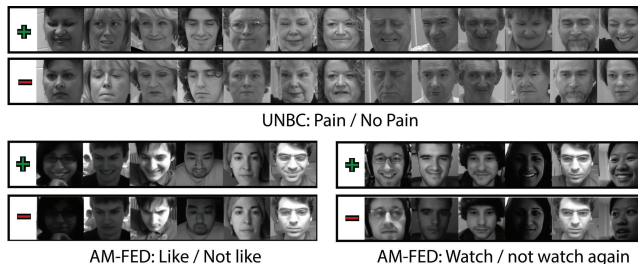 UNBC: Pain / No Pain
AM-FED: Like / Not like
AM-FED: Watch / not watch again